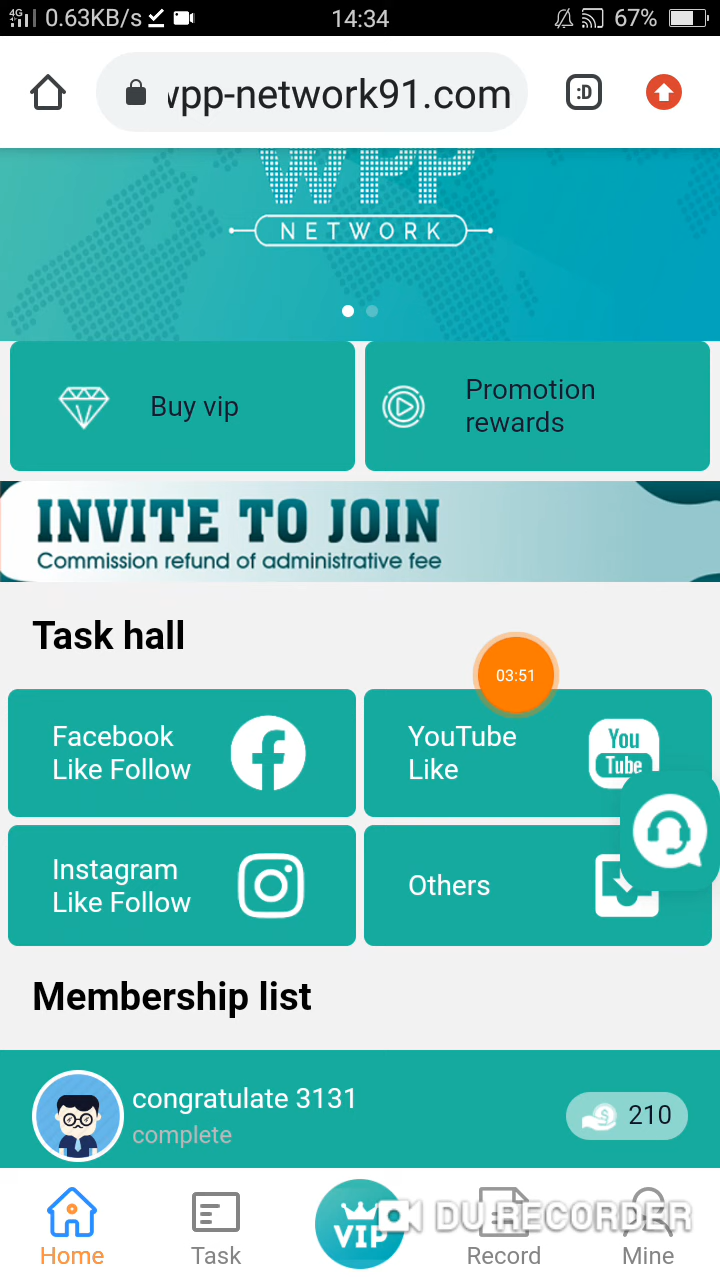 4G 0.63KB/s 14:34 67%
wpp-network91.com :D
WPP
NETWORK
Buy vip
Promotion
rewards
INVITE TO JOIN
Commission refund of administrative fee
Task hall
03:51
Facebook
Like Follow
YouTube
Like
You
Tube
Instagram
Like Follow
Others
Membership list
congratulate 3131
complete
210
VIP
DU RECORDER
Home
Task
Record
Mine